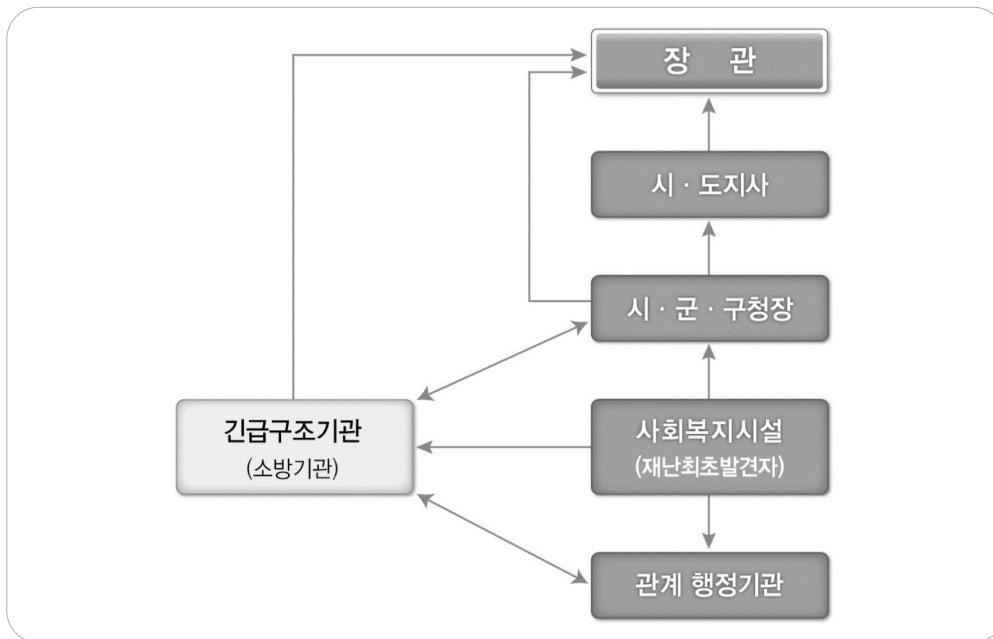 장 관
시 · 도지사
시 · 군 · 구청장
긴급구조기관
(소방기관)
사회복지시설
(재난최초발견자)
관계 행정기관